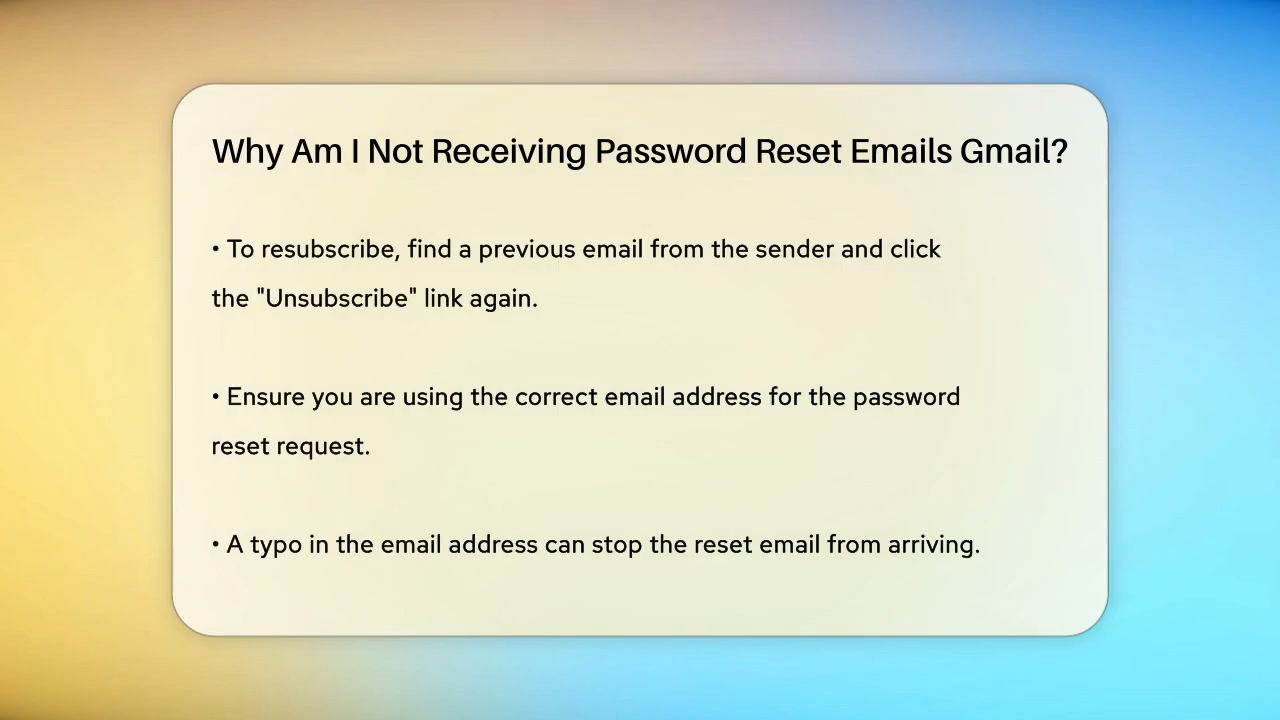 Why Am I Not Receiving Password Reset Emails Gmail?
• To resubscribe, find a previous email from the sender and click
the "Unsubscribe" link again.
• Ensure you are using the correct email address for the password
reset request.
• A typo in the email address can stop the reset email from arriving.